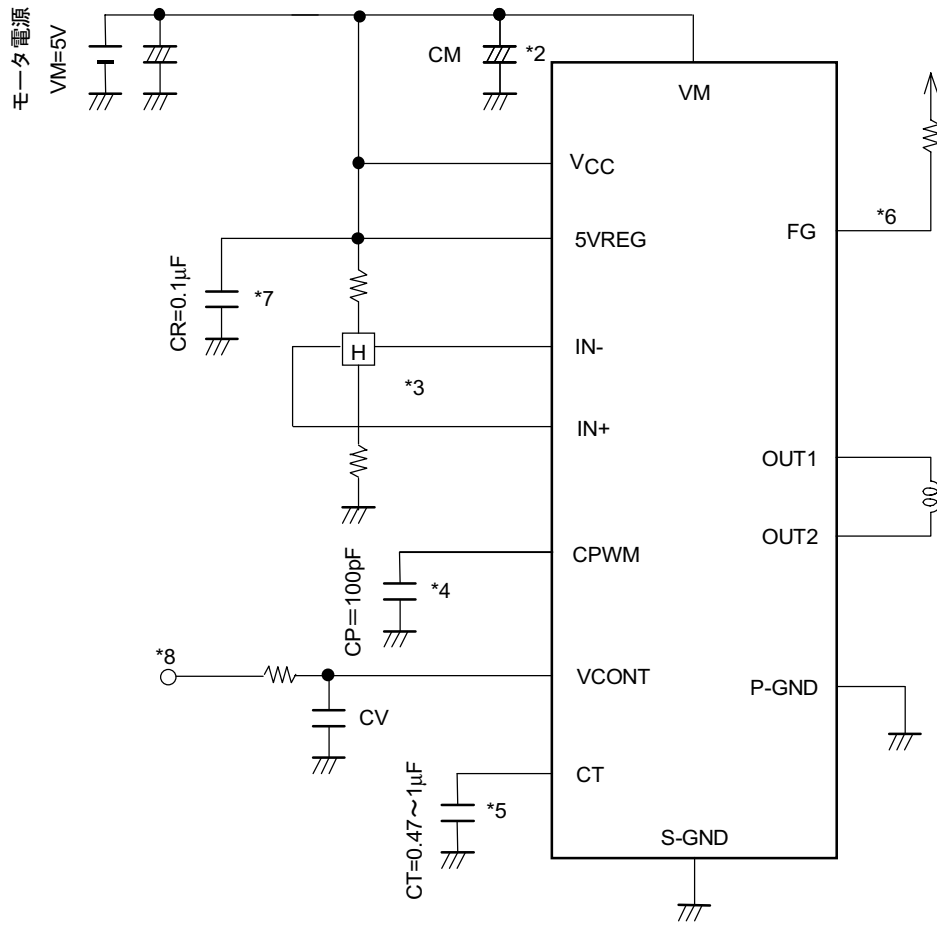 モータ電源
VM=5V
CM
*2
VM
VCC
5VREG
FG
*6
CR=0.1μF
*7
H
IN-
*3
IN+
OUT1
OUT2
CPWM
CP＝100pF
*4
*8
VCONT
P-GND
CV
CT
CT=0.47～1μF
*5
S-GND